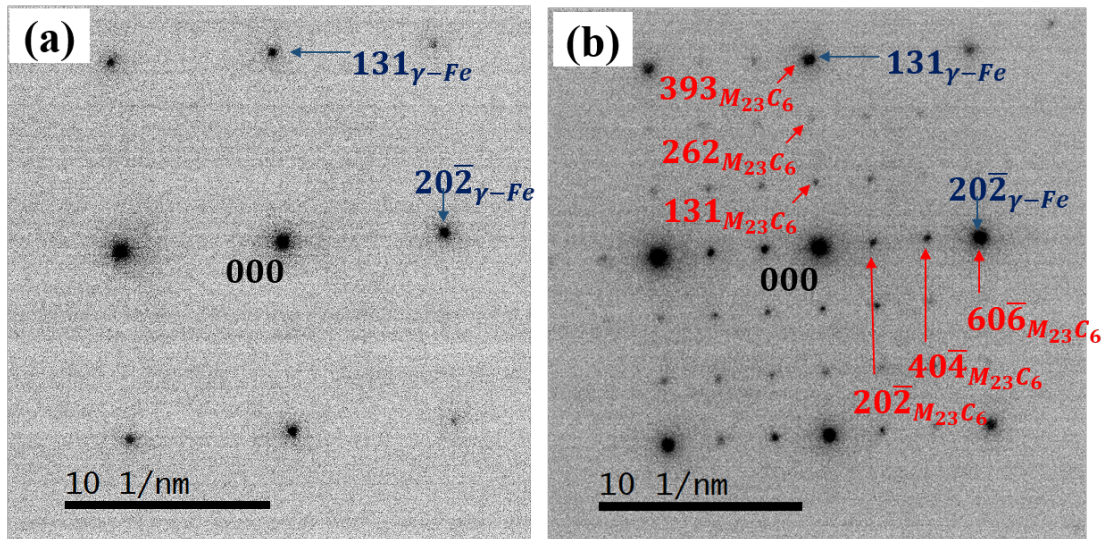 (a)
131γ−Fe
202̅γ−Fe
000
10 1/nm
(b)
131γ−Fe
393M₂₃C₆
262M₂₃C₆
131M₂₃C₆
202̅γ−Fe
000
606̅M₂₃C₆
404̅M₂₃C₆
202̅M₂₃C₆
10 1/nm